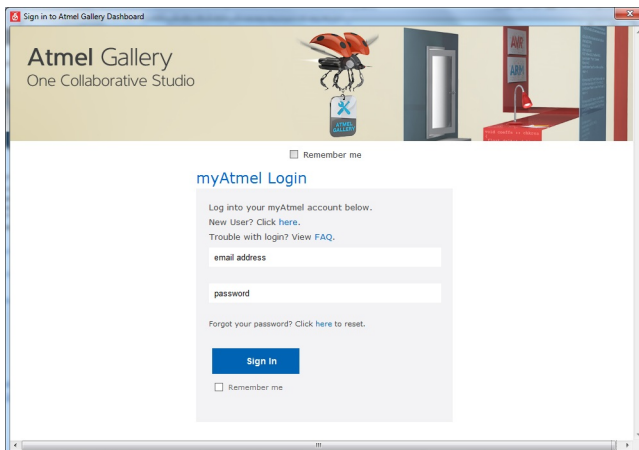 Sign in to Atmel Gallery Dashboard
Atmel Gallery
One Collaborative Studio
AVR
ARM
ATMEL
GALLERY
Remember me
myAtmel Login
Log into your myAtmel account below.
New User? Click here.
Trouble with login? View FAQ.
email address
password
Forgot your password? Click here to reset.
Sign In
Remember me